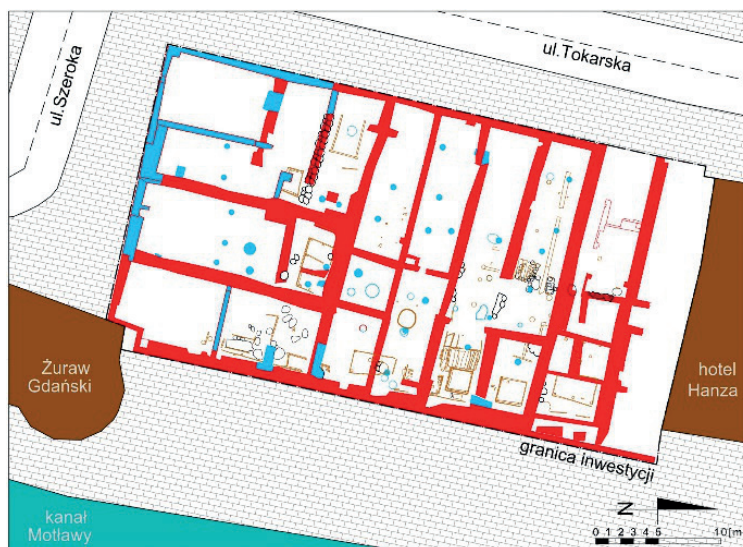 ul.Szeroka
ul.Tokarska
Żuraw
Gdański
hotel
Hanza
granica inwestycji
kanał
Motławy
N
0 1 2 3 4 5 10[m]